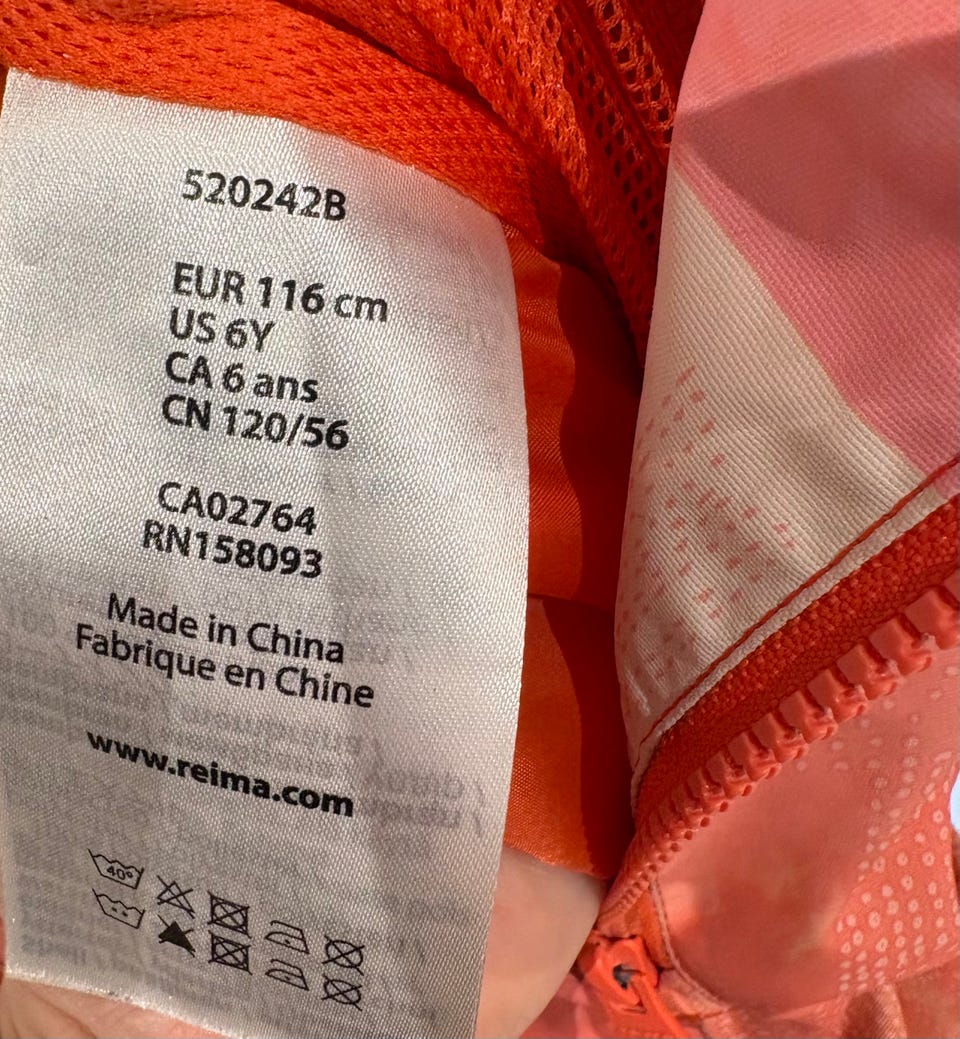 520242B
EUR 116 cm
US 6Y
CA 6 ans
CN 120/56
CA02764
RN158093
Made in China
Fabrique en Chine
www.reima.com
40°